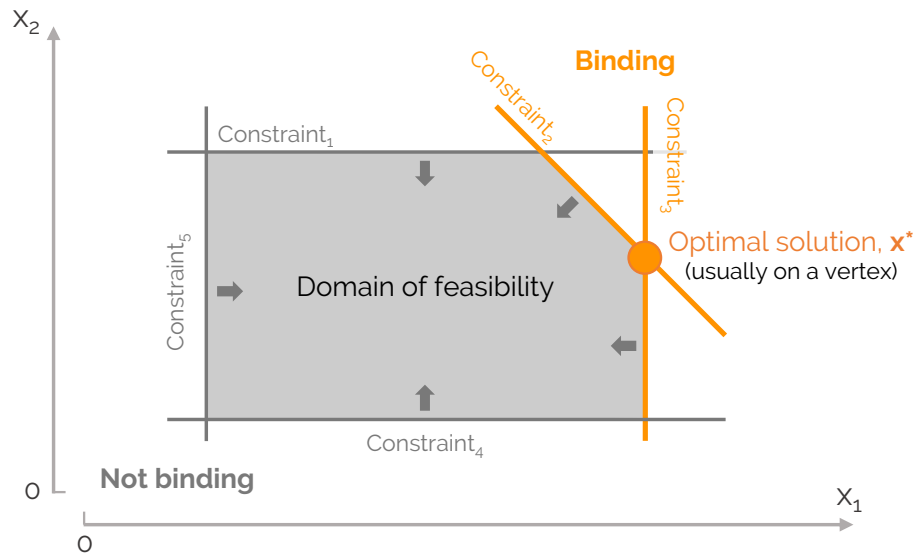 X₂
Binding
Constraint₂
Constraint₃
Constraint₁
Constraint₅
Optimal solution, x*
(usually on a vertex)
Domain of feasibility
Constraint₄
Not binding
0
X₁
0